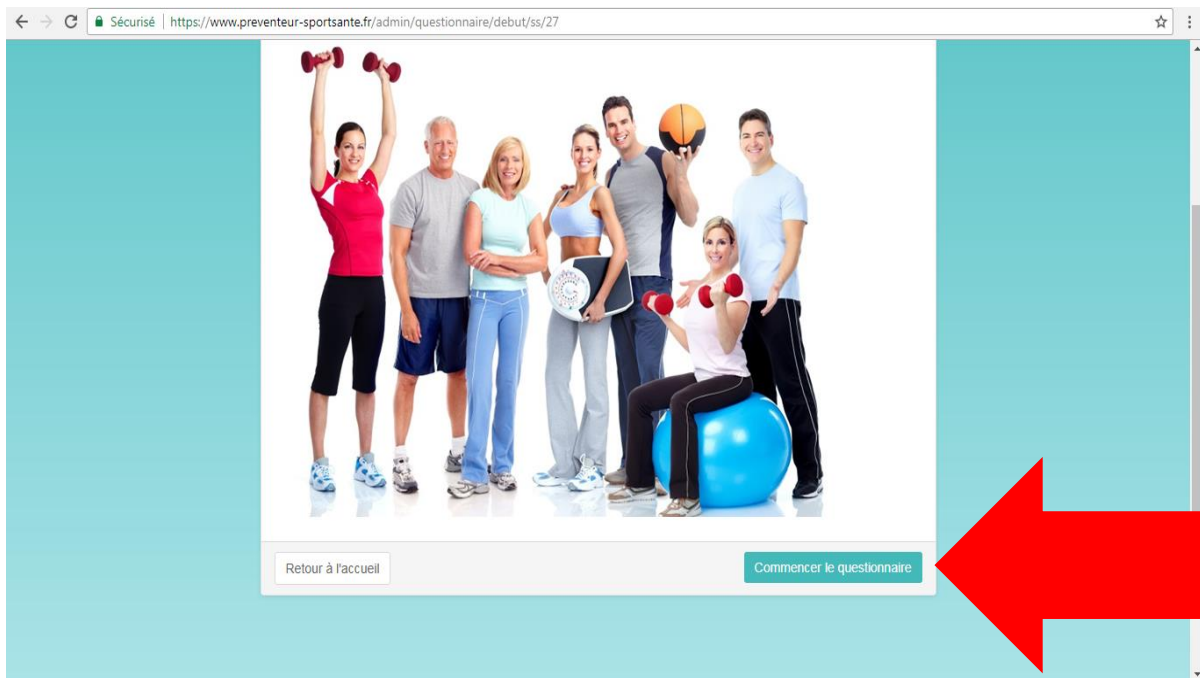 Sécurisé | https://www.preventeur-sportsante.fr/admin/questionnaire/debut/ss/27
Retour à l'accueil
Commencer le questionnaire